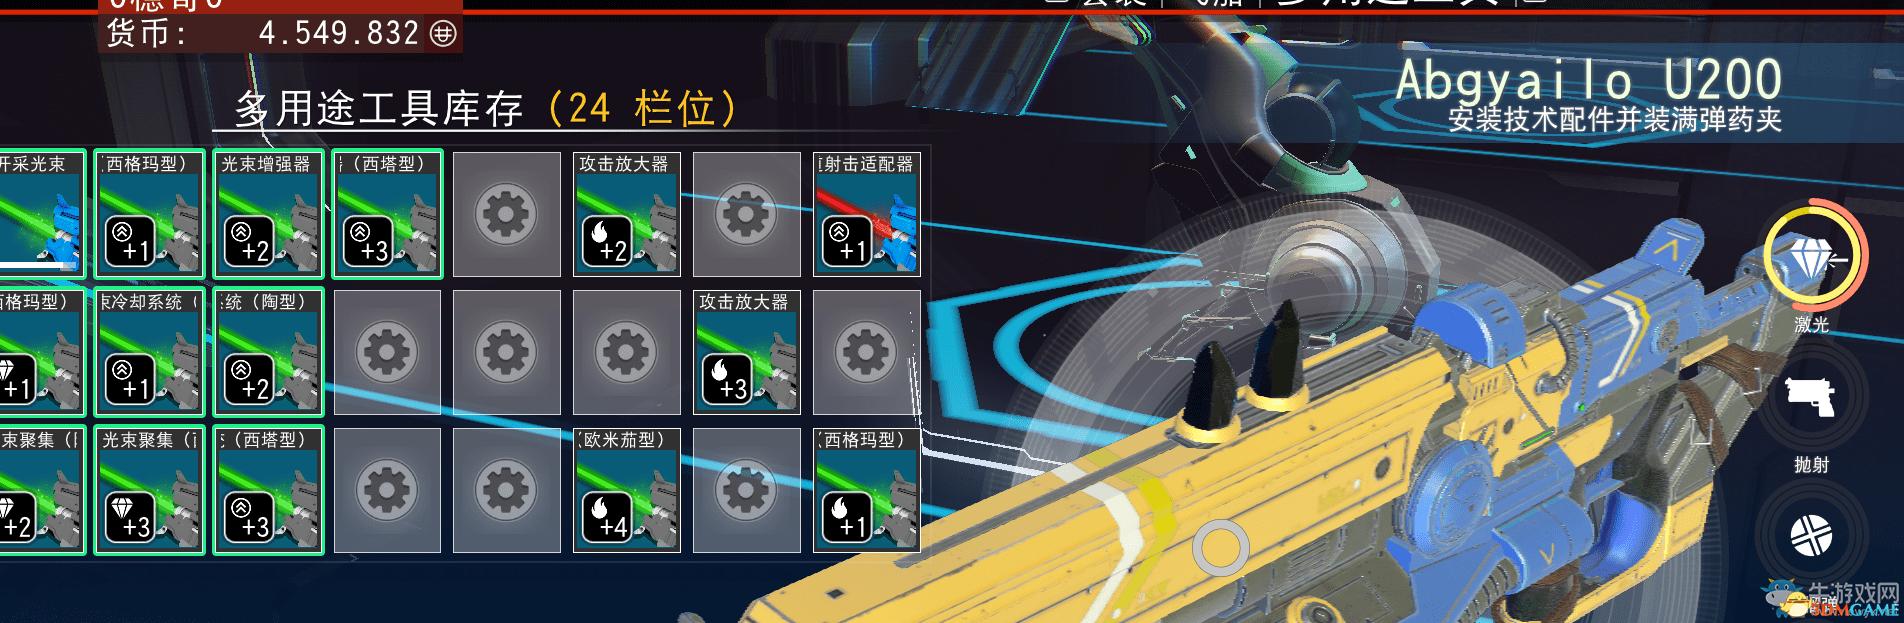 货币: 4.549.832
多用途工具库存（24 栏位）
Abgyailo U200
安装技术配件并装满弹药夹
开采光束
西格玛型）
光束增强器
（西塔型）
攻击放大器
射击适配器
+1
+2
+3
+2
+1
西格玛型）
束冷却系统（
统（陶型）
攻击放大器
+1
+1
+2
+3
束聚集（
光束聚集（
（西塔型）
（欧米茄型）
（西格玛型）
+2
+3
+3
+4
+1
激光
抛射
牛游戏网
3DMGAME